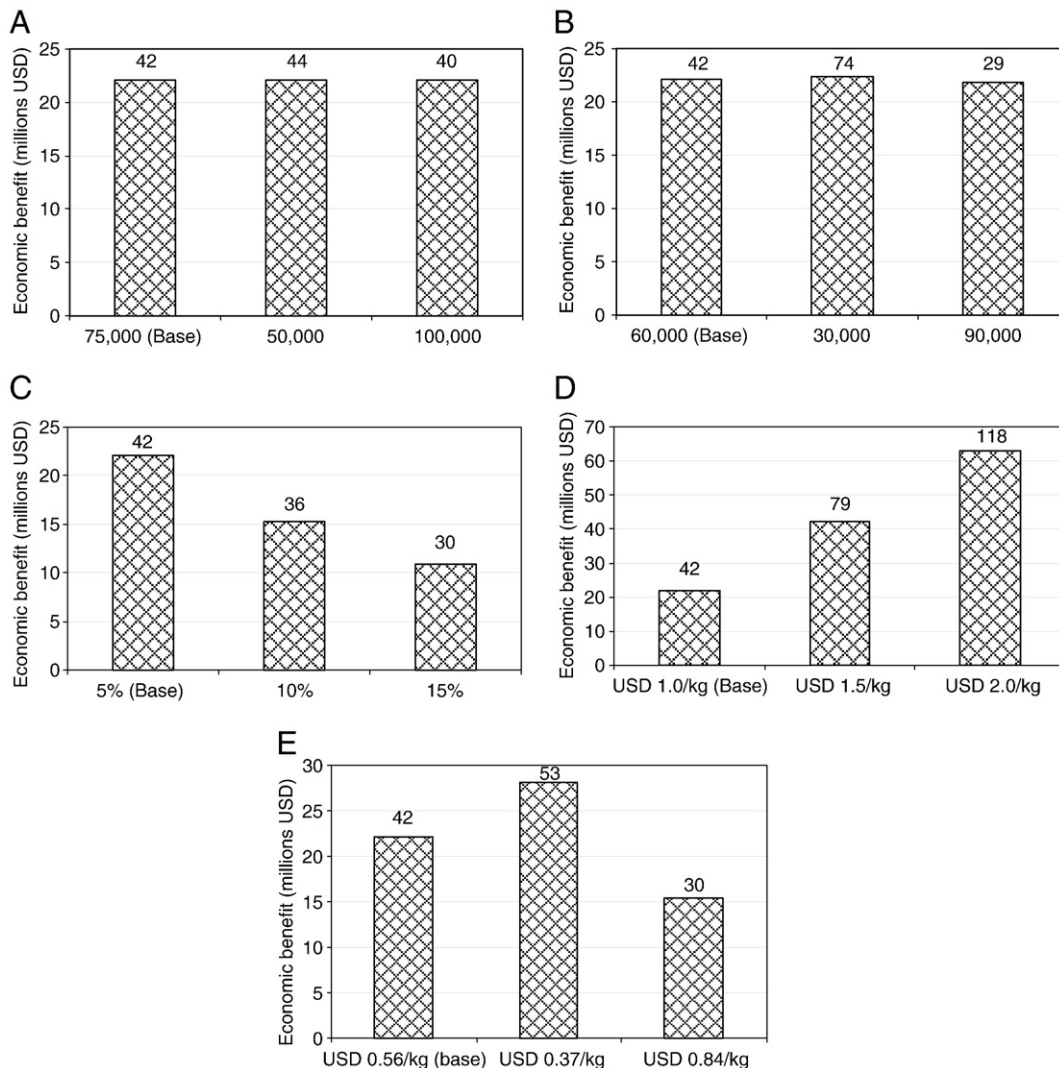 A
Economic benefit (millions USD)
25
20
15
10
5
0
42
44
40
75,000 (Base)
50,000
100,000
B
Economic benefit (millions USD)
25
20
15
10
5
0
42
74
29
60,000 (Base)
30,000
90,000
C
Economic benefit (millions USD)
25
20
15
10
5
0
42
36
30
5% (Base)
10%
15%
D
Economic benefit (millions USD)
70
60
50
40
30
20
10
0
42
79
118
USD 1.0/kg (Base)
USD 1.5/kg
USD 2.0/kg
E
Economic benefit (millions USD)
30
25
20
15
10
5
0
42
53
30
USD 0.56/kg (base)
USD 0.37/kg
USD 0.84/kg